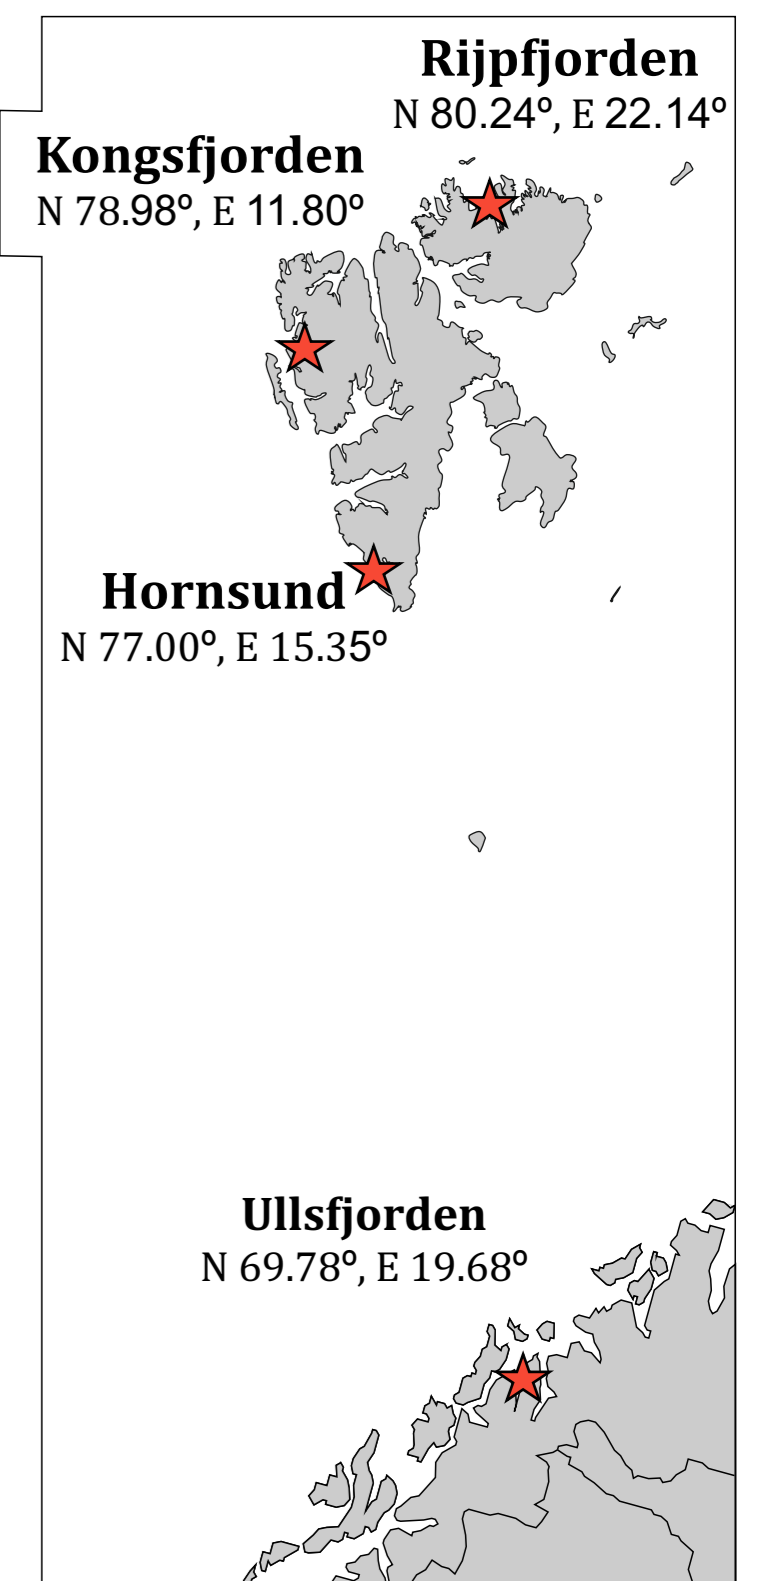 Rijpfjorden
N 80.24º, E 22.14º
Kongsfjorden
N 78.98º, E 11.80º
Hornsund
N 77.00º, E 15.35º
Ullsfjorden
N 69.78º, E 19.68º